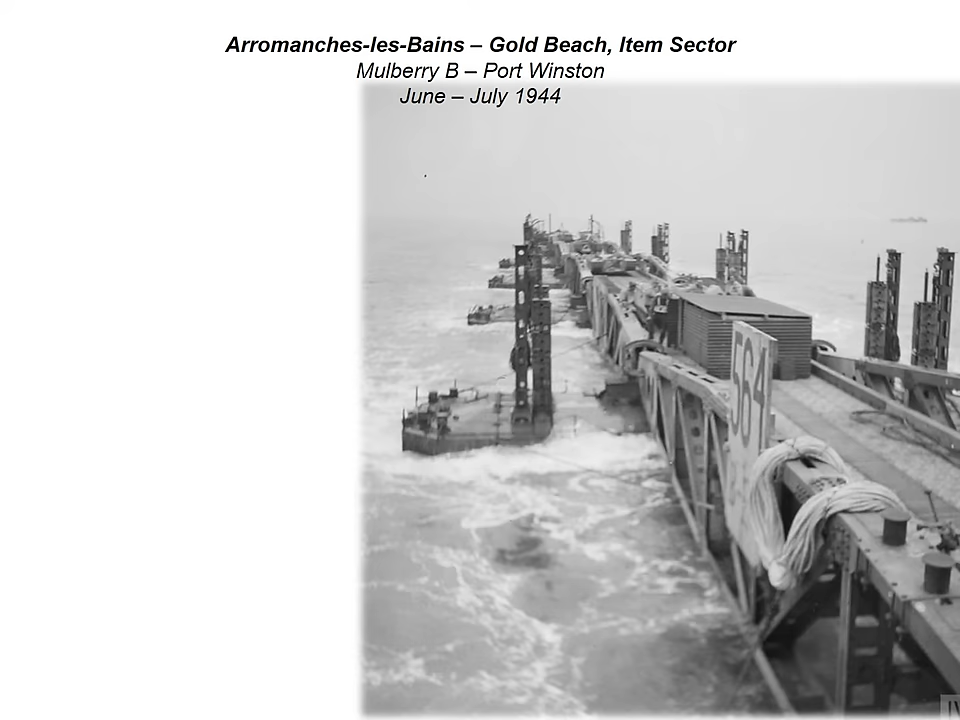 Arromanches-les-Bains – Gold Beach, Item Sector
Mulberry B – Port Winston
June – July 1944
564